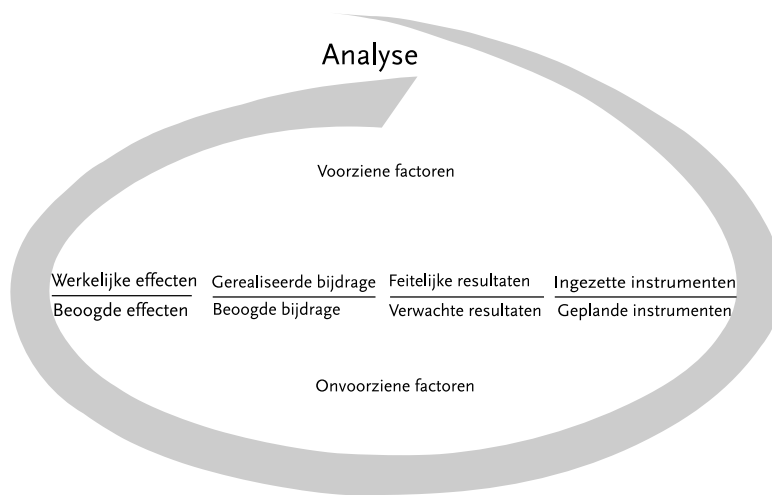 Analyse
Voorziene factoren
Werkelijke effecten
Beoogde effecten
Gerealiseerde bijdrage
Beoogde bijdrage
Feitelijke resultaten
Verwachte resultaten
Ingezette instrumenten
Geplande instrumenten
Onvoorziene factoren